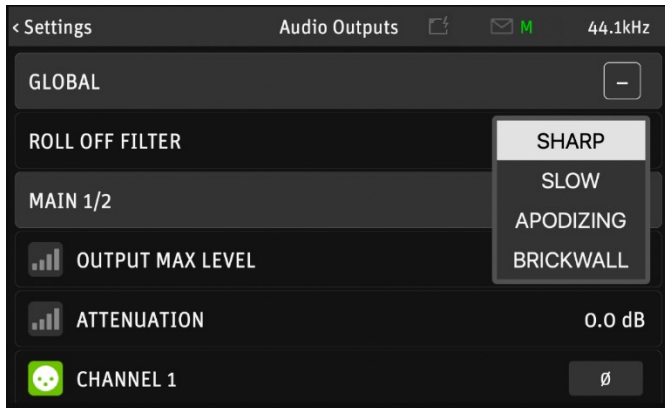 < Settings Audio Outputs M 44.1kHz
GLOBAL –
ROLL OFF FILTER SHARP
SLOW
MAIN 1/2
APODIZING
OUTPUT MAX LEVEL BRICKWALL
ATTENUATION 0.0 dB
CHANNEL 1 Ø